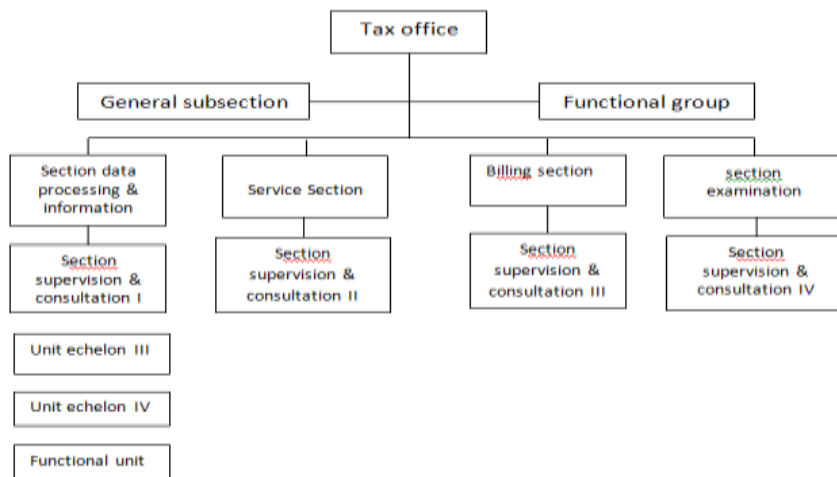 Tax office
General subsection
Functional group
Section data
processing &
information
Service Section
Billing section
section
examination
Section
supervision &
consultation I
Section
supervision &
consultation II
Section
supervision &
consultation III
Section
supervision &
consultation IV
Unit echelon III
Unit echelon IV
Functional unit